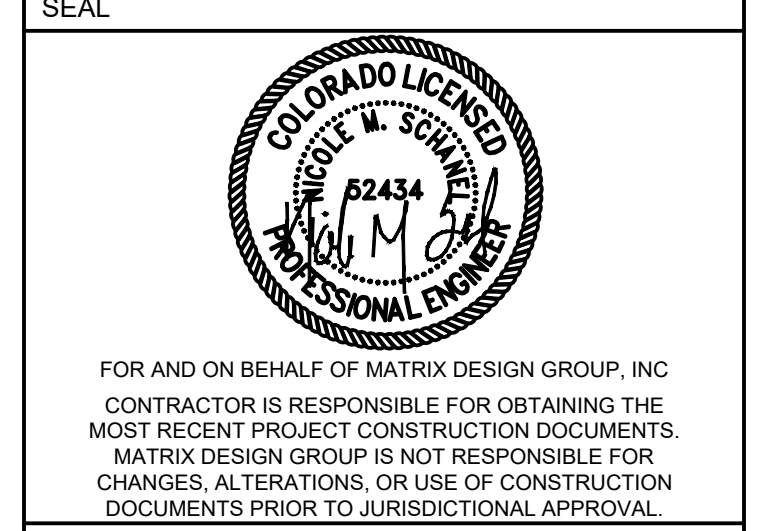 SEAL
COLORADO LICENSED
NICOLE M. SCHANEL
52434
PROFESSIONAL ENGINEER
FOR AND ON BEHALF OF MATRIX DESIGN GROUP, INC
CONTRACTOR IS RESPONSIBLE FOR OBTAINING THE
MOST RECENT PROJECT CONSTRUCTION DOCUMENTS.
MATRIX DESIGN GROUP IS NOT RESPONSIBLE FOR
CHANGES, ALTERATIONS, OR USE OF CONSTRUCTION
DOCUMENTS PRIOR TO JURISDICTIONAL APPROVAL.